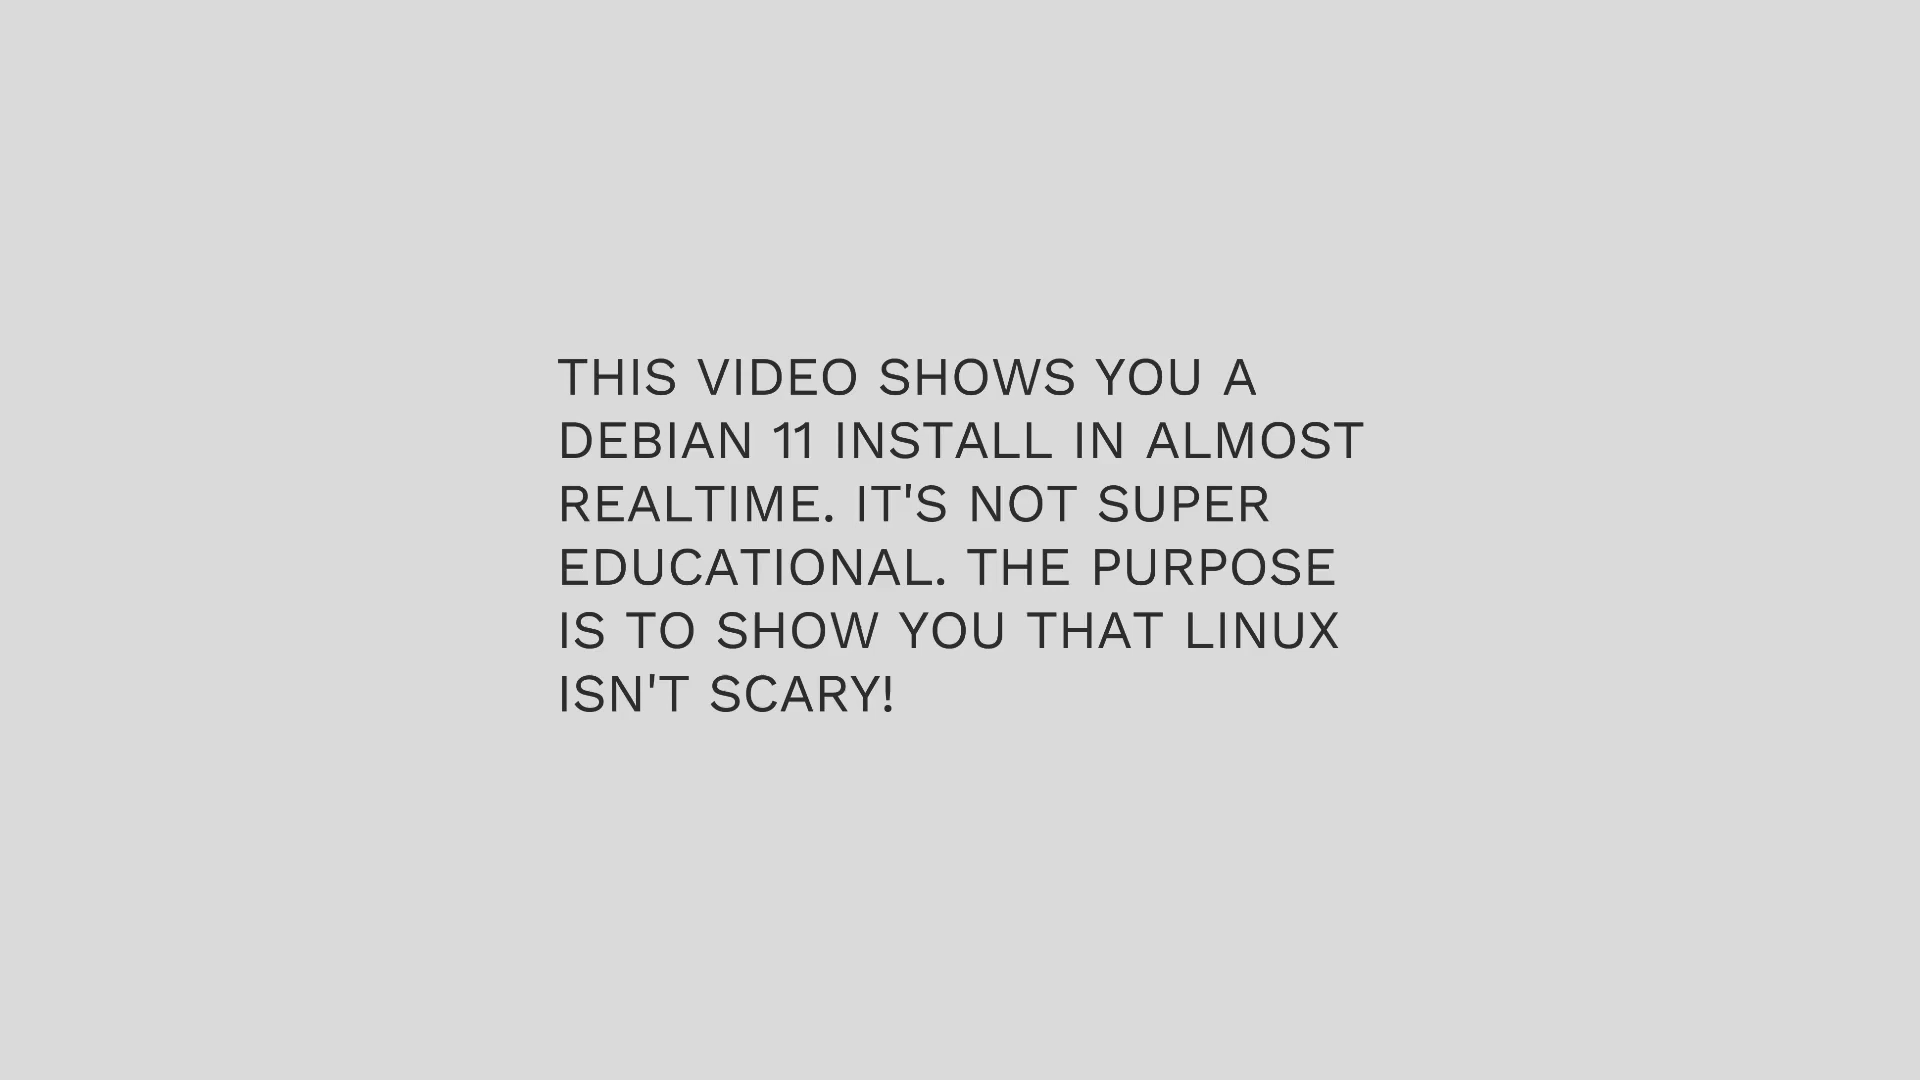 THIS VIDEO SHOWS YOU A
DEBIAN 11 INSTALL IN ALMOST
REALTIME. IT'S NOT SUPER
EDUCATIONAL. THE PURPOSE
IS TO SHOW YOU THAT LINUX
ISN'T SCARY!